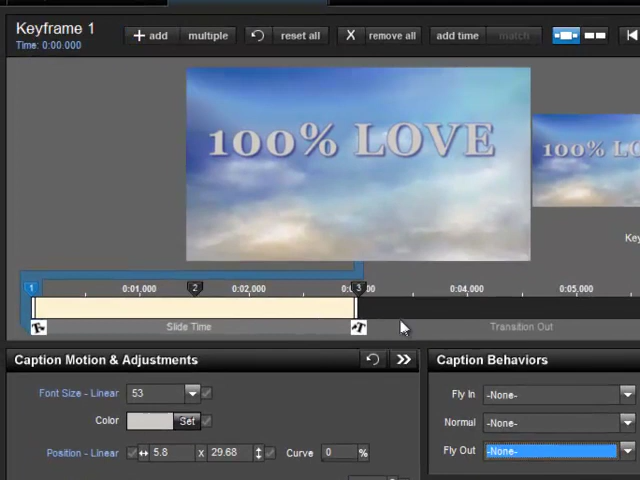 Keyframe 1
Time: 0:00.000
add multiple reset all X remove all add time match
100% LOVE
100% LO
Key
1 0:01,000 2 0:02,000 3 0:04,000 0:05,000
Slide Time Transition Out
Caption Motion & Adjustments
Font Size - Linear 53
Color Set
Position - Linear 5.8 X 29.68 Curve 0 %
Caption Behaviors
Fly In -None-
Normal -None-
Fly Out -None-